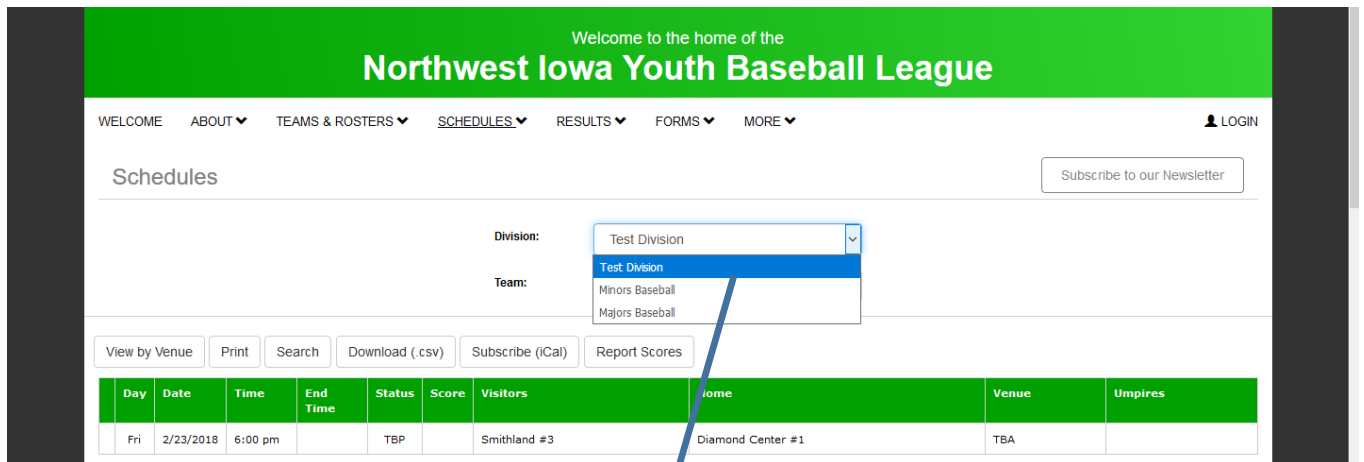 Welcome to the home of the
Northwest Iowa Youth Baseball League
WELCOME ABOUT TEAMS & ROSTERS SCHEDULES RESULTS FORMS MORE LOGIN
Schedules
Subscribe to our Newsletter
Division: Test Division
Test Division
Team:
Minors Baseball
Majors Baseball
View by Venue Print Search Download (.csv) Subscribe (iCal) Report Scores
Day Date Time End Time Status Score Visitors Home Venue Umpires
Fri 2/23/2018 6:00 pm TBP Smithland #3 Diamond Center #1 TBA